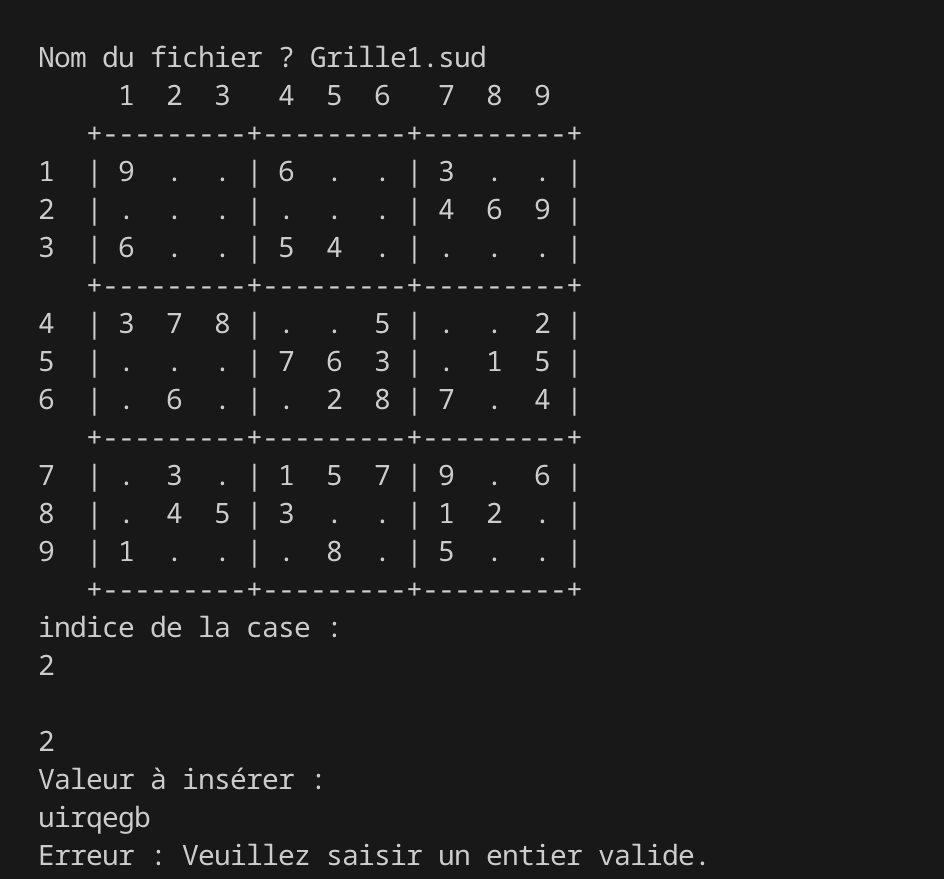 Nom du fichier ? Grille1.sud
     1  2  3   4  5  6   7  8  9
   +---------+---------+---------+
1  | 9  .  . | 6  .  . | 3  .  . |
2  | .  .  . | .  .  . | 4  6  9 |
3  | 6  .  . | 5  4  . | .  .  . |
   +---------+---------+---------+
4  | 3  7  8 | .  .  5 | .  .  2 |
5  | .  .  . | 7  6  3 | .  1  5 |
6  | .  6  . | .  2  8 | 7  .  4 |
   +---------+---------+---------+
7  | .  3  . | 1  5  7 | 9  .  6 |
8  | .  4  5 | 3  .  . | 1  2  . |
9  | 1  .  . | .  8  . | 5  .  . |
   +---------+---------+---------+
indice de la case :
2

2
Valeur à insérer :
uirqegb
Erreur : Veuillez saisir un entier valide.